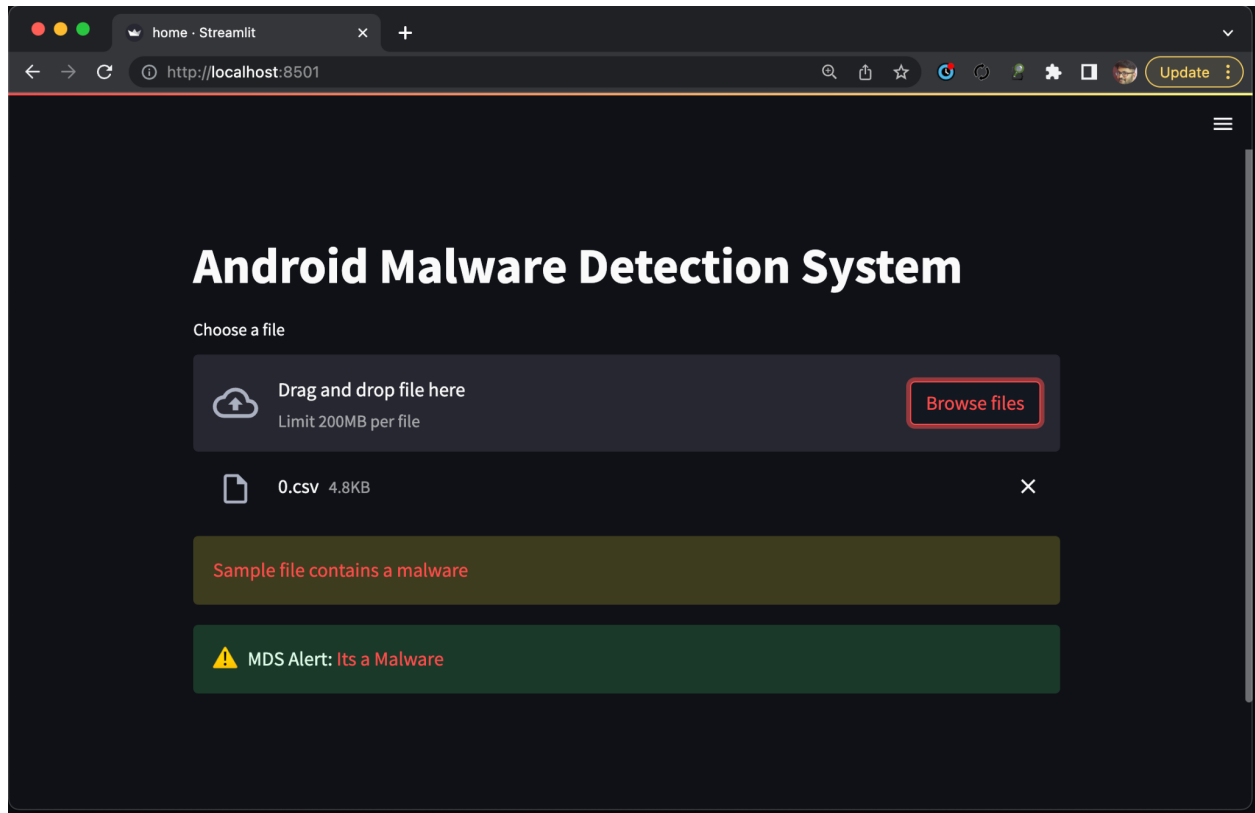 home · Streamlit
http://localhost:8501
Update
Android Malware Detection System
Choose a file
Drag and drop file here
Limit 200MB per file
Browse files
0.csv 4.8KB
Sample file contains a malware
MDS Alert: Its a Malware